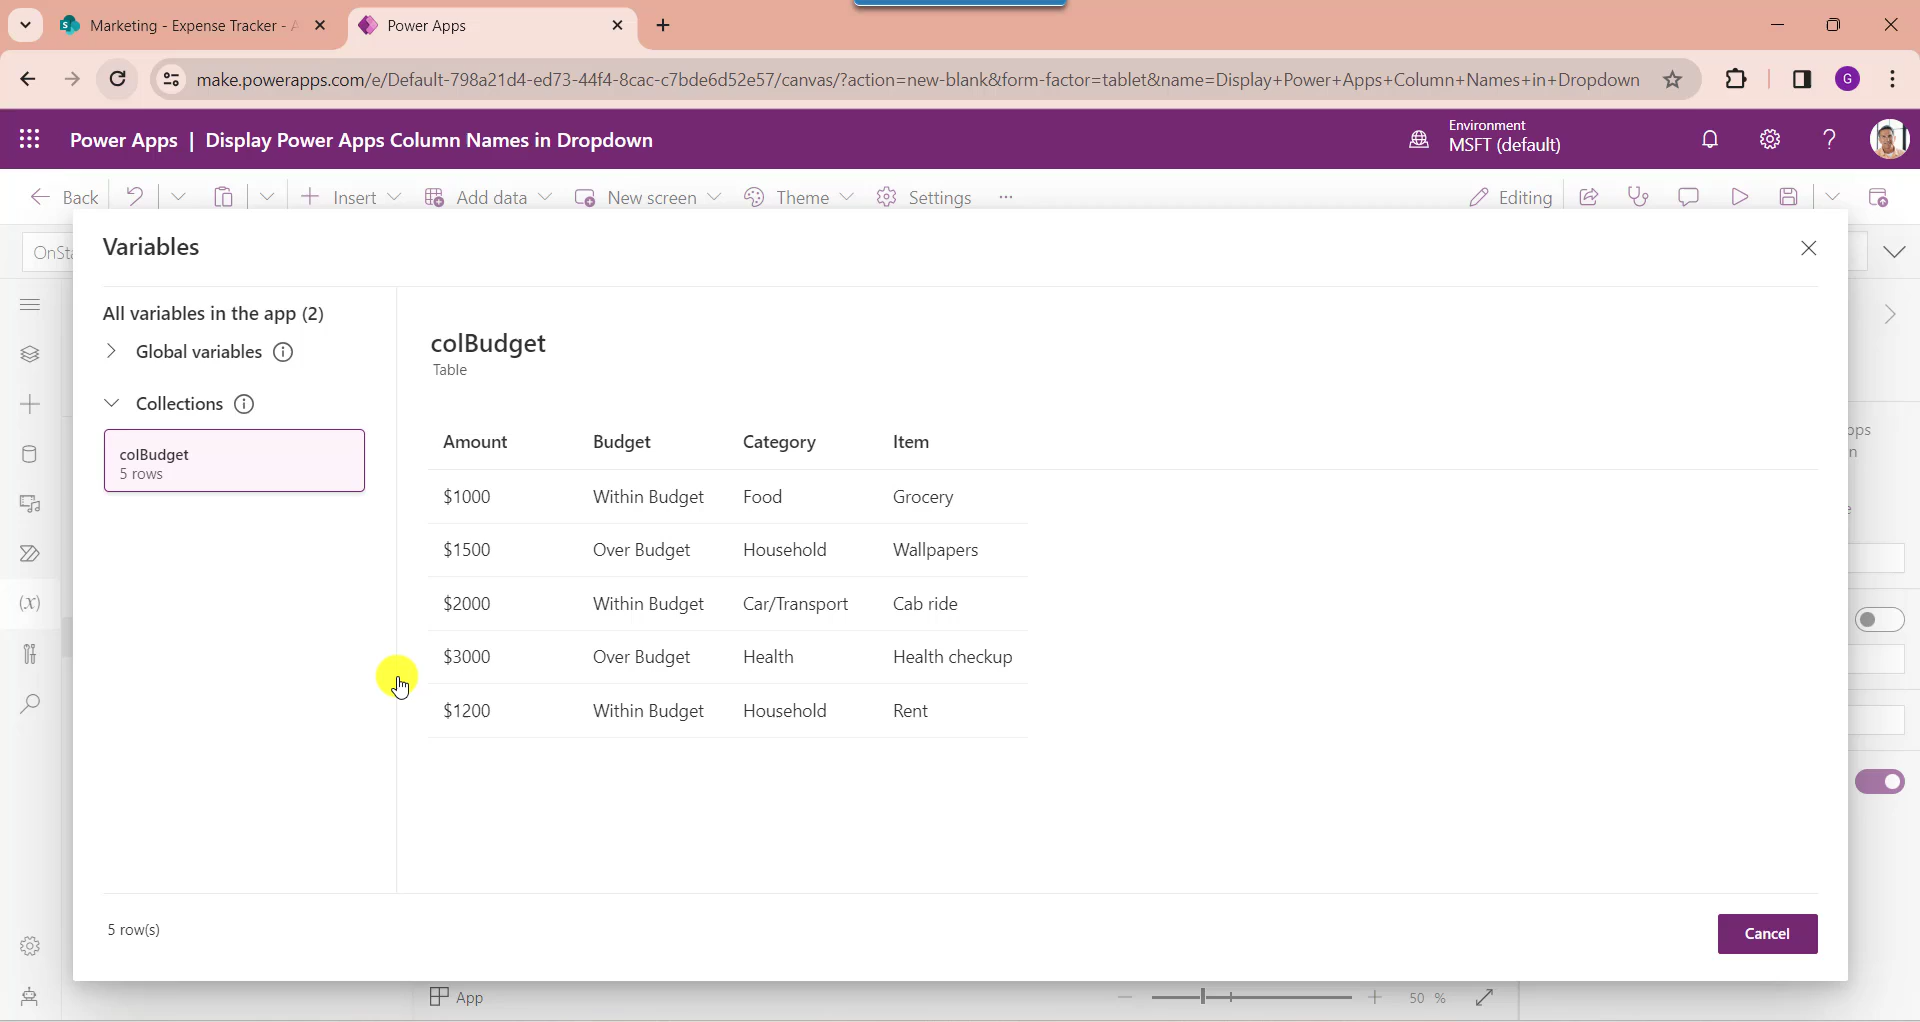 Marketing - Expense Tracker - A
Power Apps
make.powerapps.com/e/Default-798a21d4-ed73-44f4-8cac-c7bde6d52e57/canvas/?action=new-blank&form-factor=tablet&name=Display+Power+Apps+Column+Names+in+Dropdown
G
Power Apps | Display Power Apps Column Names in Dropdown
Environment
MSFT (default)
Back
Insert
Add data
New screen
Theme
Settings
Editing
OnSta
Variables
All variables in the app (2)
Global variables
Collections
colBudget
5 rows
colBudget
Table
Amount Budget Category Item
$1000 Within Budget Food Grocery
$1500 Over Budget Household Wallpapers
$2000 Within Budget Car/Transport Cab ride
$3000 Over Budget Health Health checkup
$1200 Within Budget Household Rent
(x)
ops
n
e
5 row(s)
Cancel
App
50 %